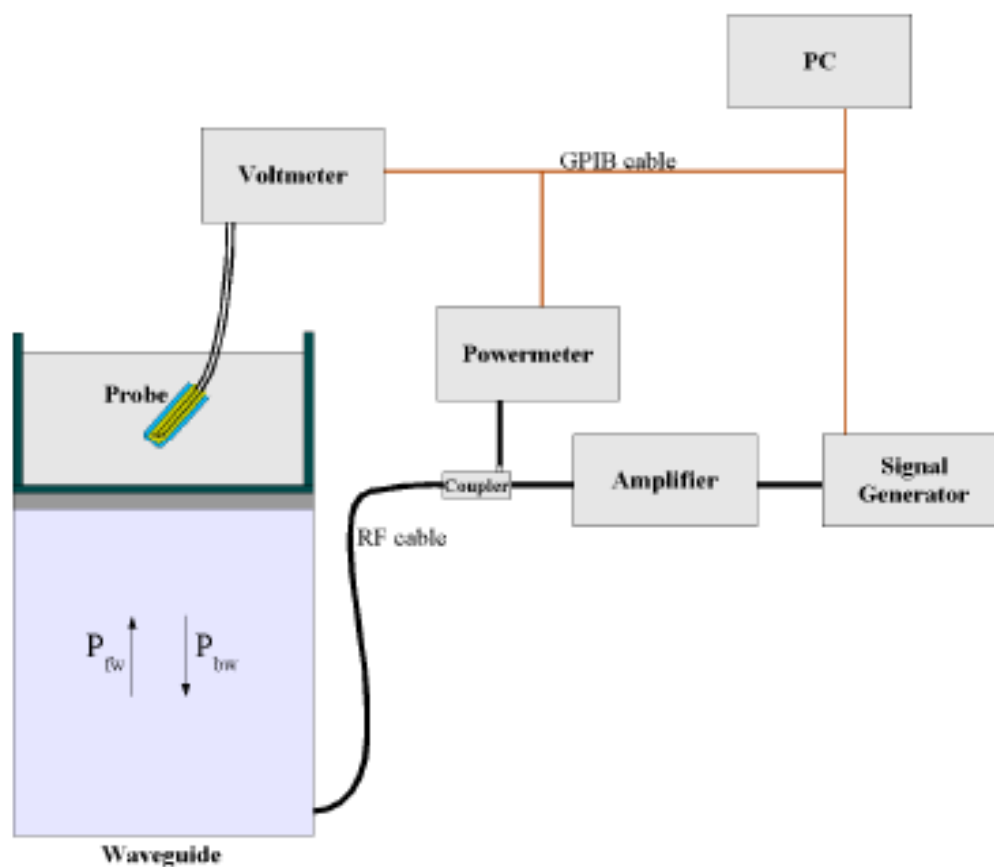 PC
GPIB cable
Voltmeter
Powermeter
Probe
Coupler
Amplifier
Signal
Generator
RF cable
P fw
P bw
Waveguide